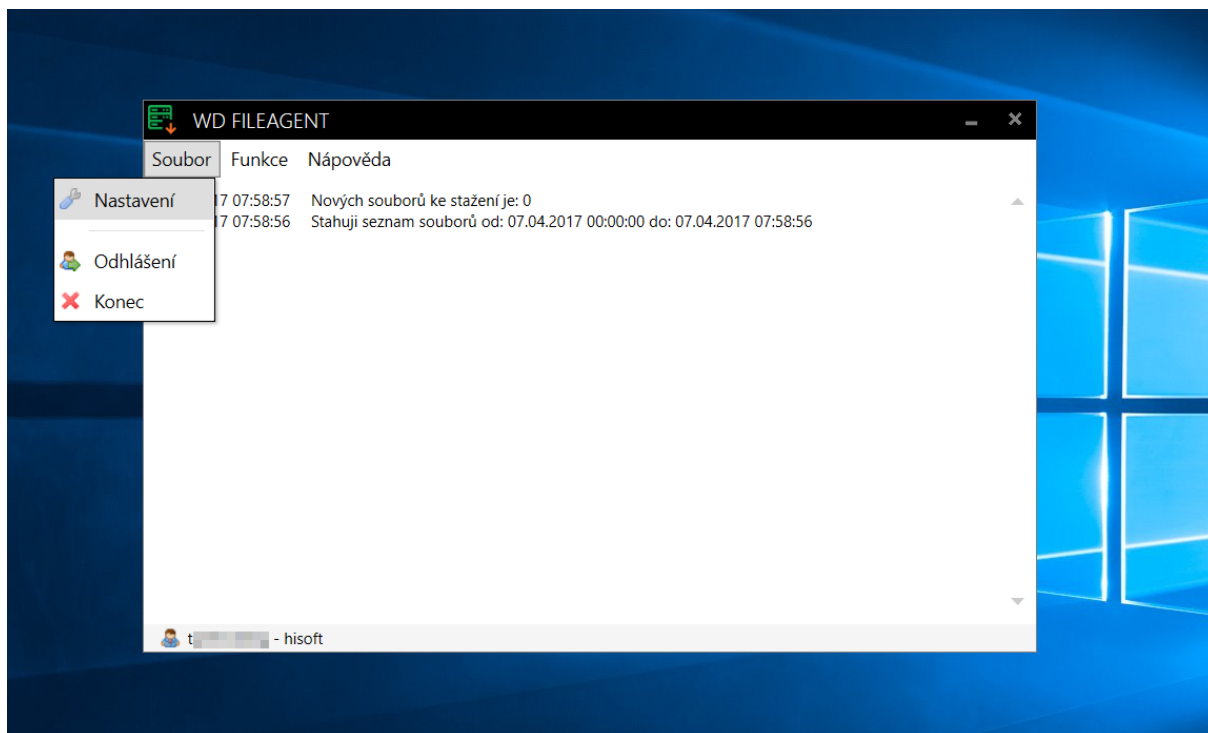 WD FILEAGENT
Soubor Funkce Nápověda
Nastavení
7 07:58:57 Nových souborů ke stažení je: 0
7 07:58:56 Stahuji seznam souborů od: 07.04.2017 00:00:00 do: 07.04.2017 07:58:56
Odhlášení
Konec
- hisoft